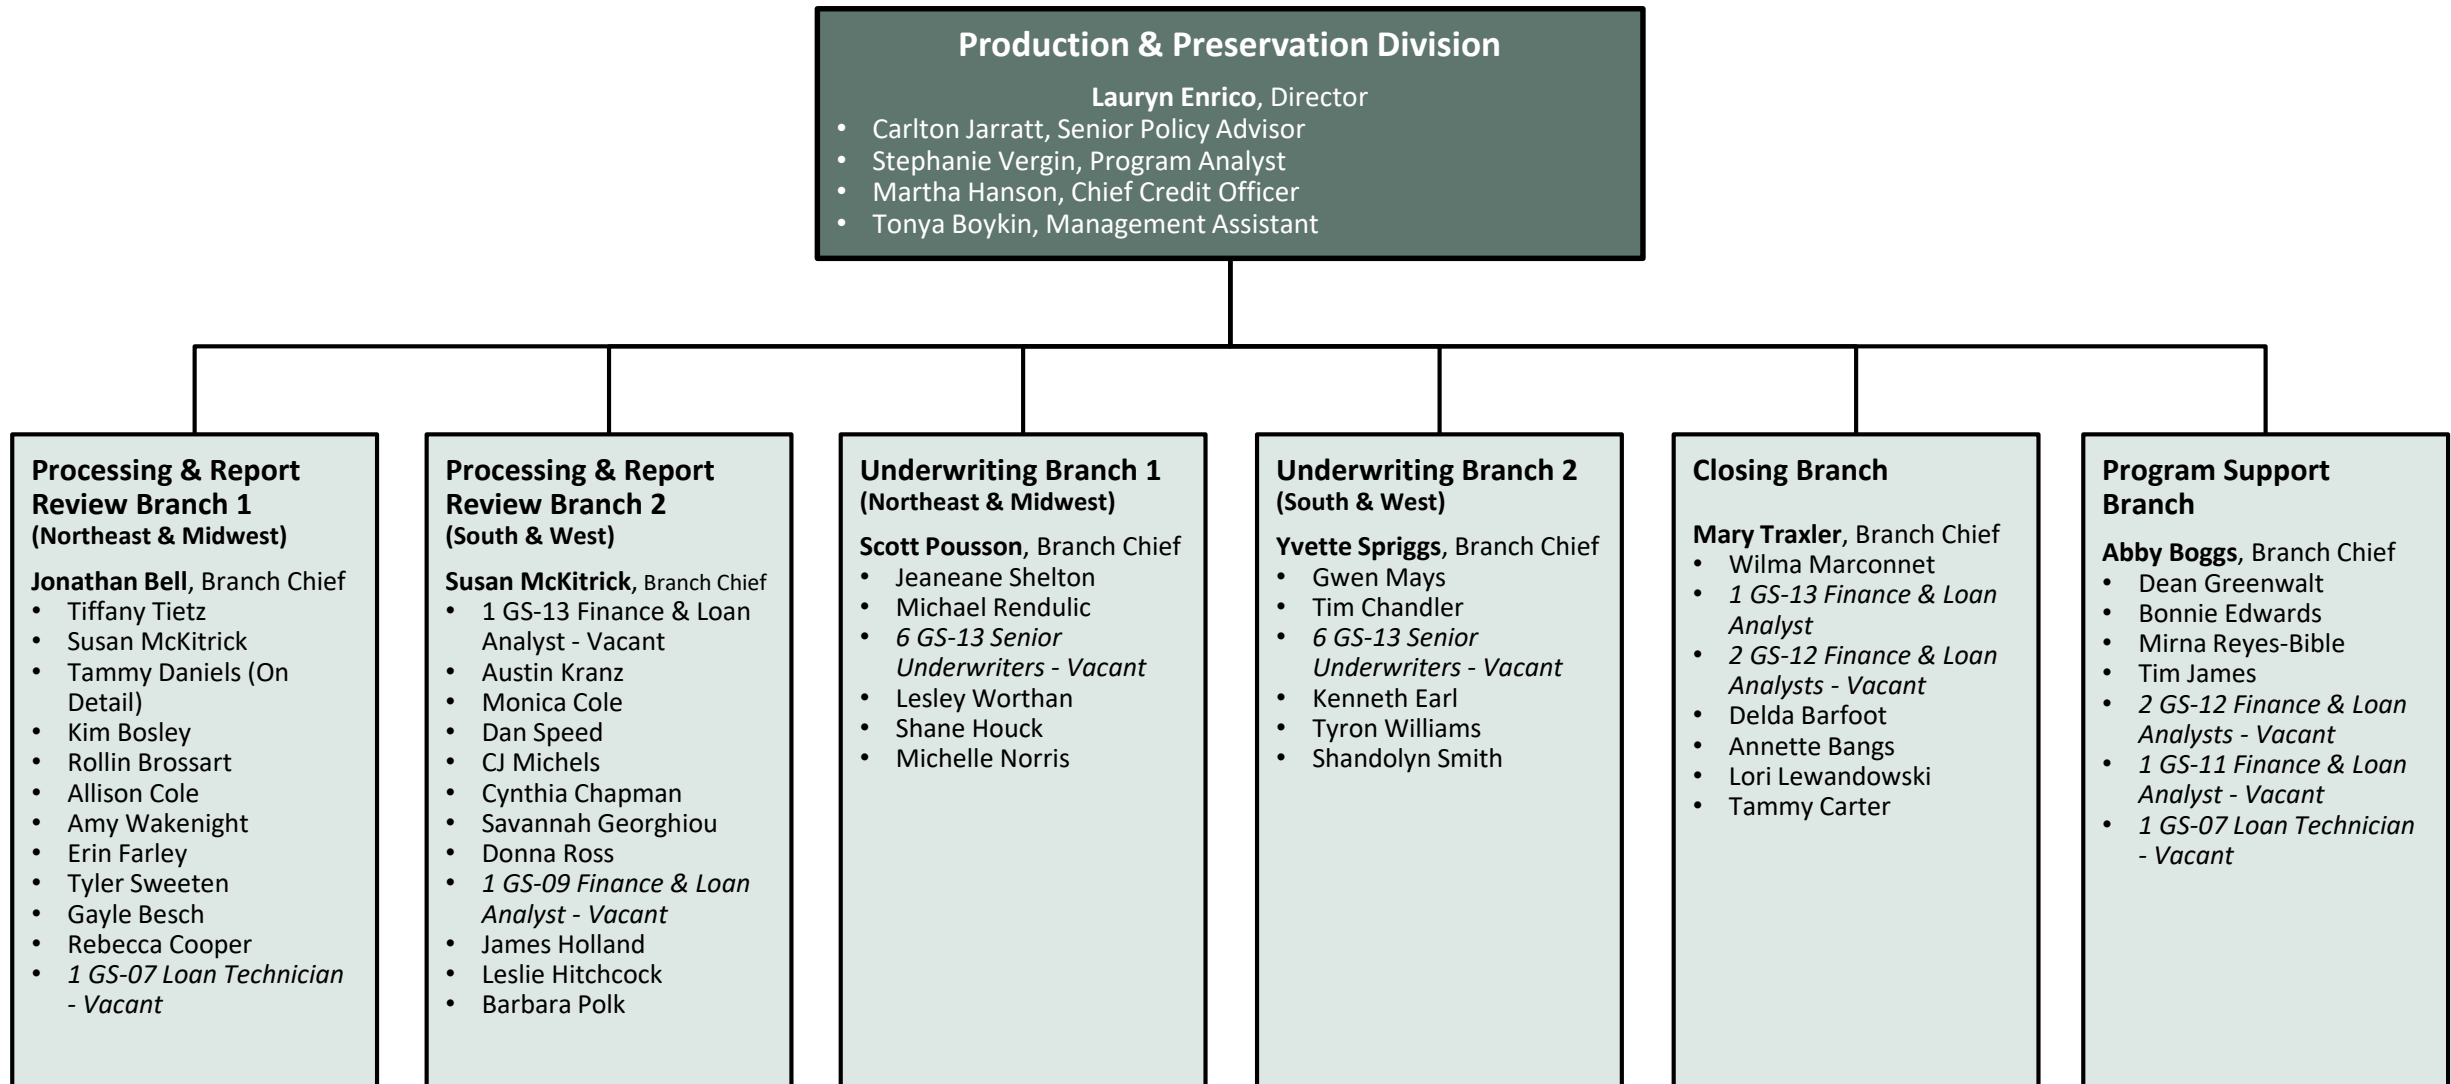 Production & Preservation Division
Lauryn Enrico, Director
• Carlton Jarratt, Senior Policy Advisor
• Stephanie Vergin, Program Analyst
• Martha Hanson, Chief Credit Officer
• Tonya Boykin, Management Assistant
Processing & Report
Review Branch 1
(Northeast & Midwest)
Jonathan Bell, Branch Chief
• Tiffany Tietz
• Susan McKitrick
• Tammy Daniels (On
Detail)
• Kim Bosley
• Rollin Brossart
• Allison Cole
• Amy Wakenight
• Erin Farley
• Tyler Sweeten
• Gayle Besch
• Rebecca Cooper
• 1 GS-07 Loan Technician
- Vacant
Processing & Report
Review Branch 2
(South & West)
Susan McKitrick, Branch Chief
• 1 GS-13 Finance & Loan
Analyst - Vacant
• Austin Kranz
• Monica Cole
• Dan Speed
• CJ Michels
• Cynthia Chapman
• Savannah Georghiou
• Donna Ross
• 1 GS-09 Finance & Loan
Analyst - Vacant
• James Holland
• Leslie Hitchcock
• Barbara Polk
Underwriting Branch 1
(Northeast & Midwest)
Scott Pousson, Branch Chief
• Jeaneane Shelton
• Michael Rendulic
• 6 GS-13 Senior
Underwriters - Vacant
• Lesley Worthan
• Shane Houck
• Michelle Norris
Underwriting Branch 2
(South & West)
Yvette Spriggs, Branch Chief
• Gwen Mays
• Tim Chandler
• 6 GS-13 Senior
Underwriters - Vacant
• Kenneth Earl
• Tyron Williams
• Shandolyn Smith
Closing Branch
Mary Traxler, Branch Chief
• Wilma Marconnet
• 1 GS-13 Finance & Loan
Analyst
• 2 GS-12 Finance & Loan
Analysts - Vacant
• Delda Barfoot
• Annette Bangs
• Lori Lewandowski
• Tammy Carter
Program Support
Branch
Abby Boggs, Branch Chief
• Dean Greenwalt
• Bonnie Edwards
• Mirna Reyes-Bible
• Tim James
• 2 GS-12 Finance & Loan
Analysts - Vacant
• 1 GS-11 Finance & Loan
Analyst - Vacant
• 1 GS-07 Loan Technician
- Vacant